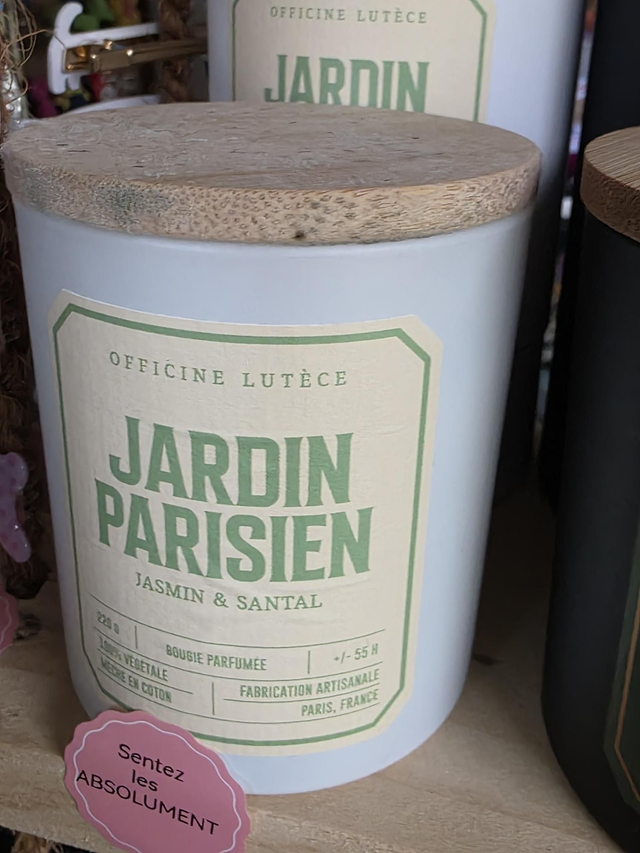 OFFICINE LUTÈCE
JARDIN
OFFICINE LUTÈCE
JARDIN
PARISIEN
JASMIN & SANTAL
220 G
BOUGIE PARFUMÉE
+/- 55 H
100% VÉGÉTALE
MÈCHE EN COTON
FABRICATION ARTISANALE
PARIS, FRANCE
Sentez
les
ABSOLUMENT